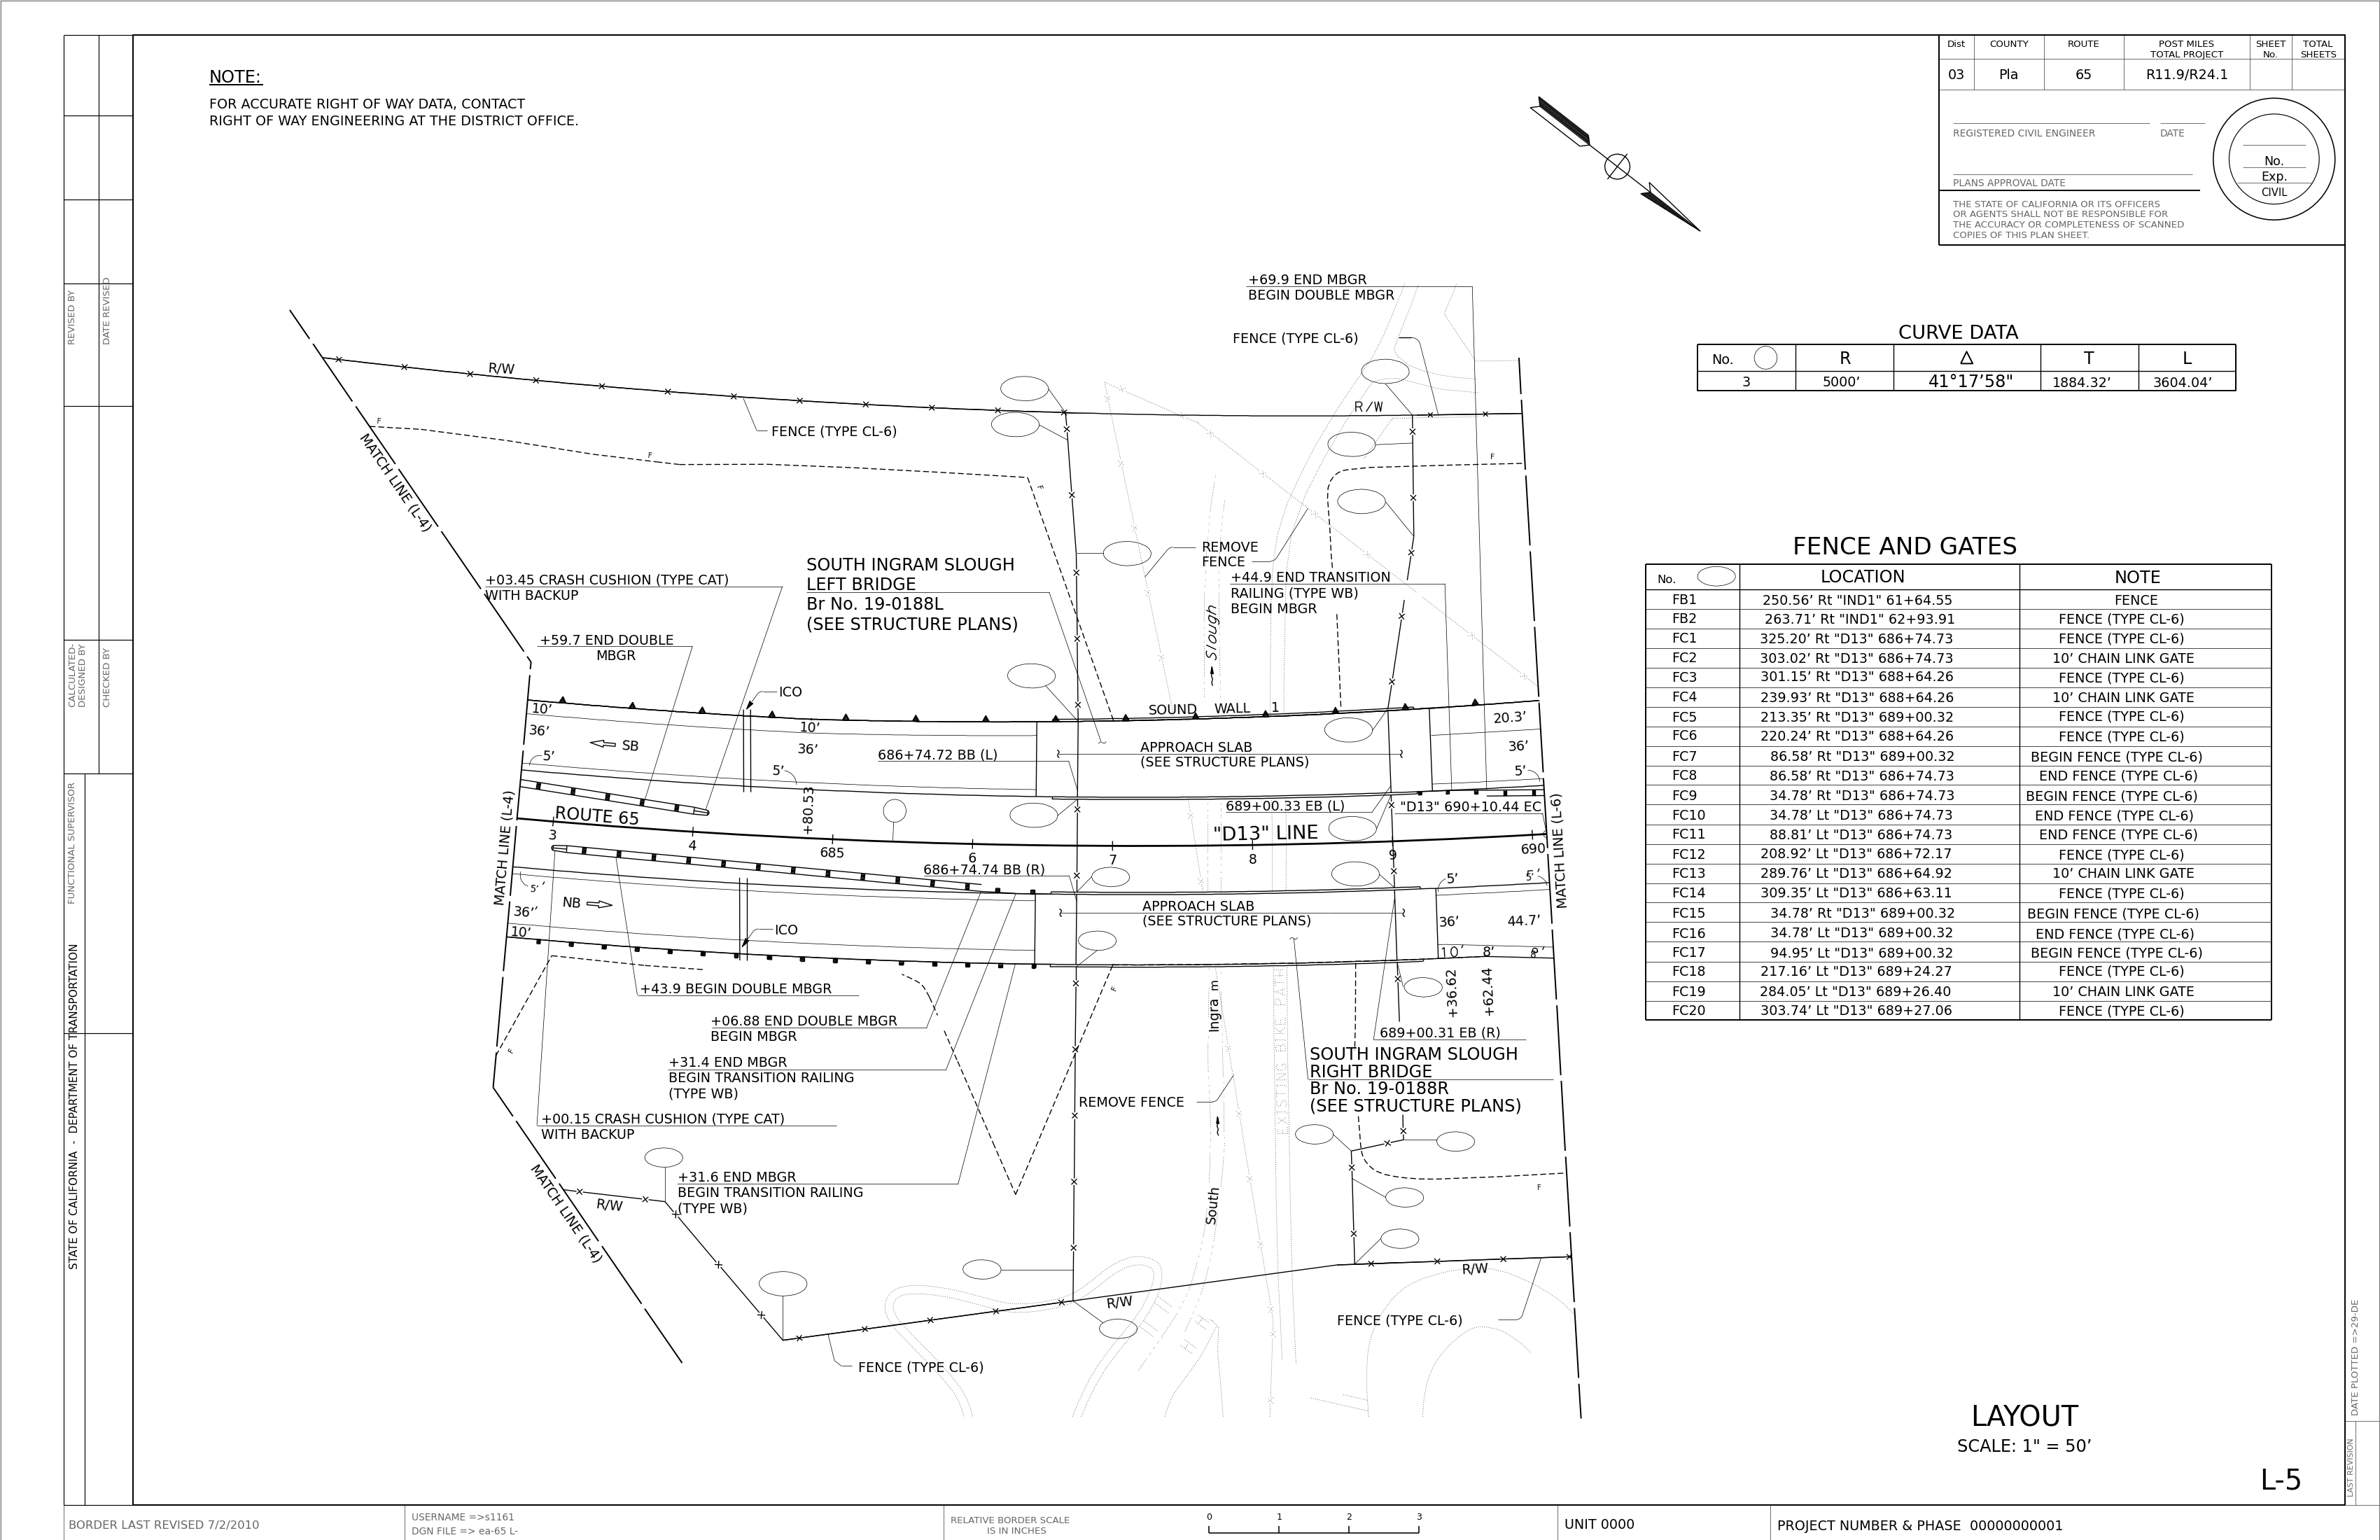 NOTE:
FOR ACCURATE RIGHT OF WAY DATA, CONTACT
RIGHT OF WAY ENGINEERING AT THE DISTRICT OFFICE.
Dist COUNTY ROUTE POST MILES TOTAL PROJECT SHEET No. TOTAL SHEETS
03 Pla 65 R11.9/R24.1
REGISTERED CIVIL ENGINEER DATE
PLANS APPROVAL DATE
No.
Exp.
CIVIL
THE STATE OF CALIFORNIA OR ITS OFFICERS
OR AGENTS SHALL NOT BE RESPONSIBLE FOR
THE ACCURACY OR COMPLETENESS OF SCANNED
COPIES OF THIS PLAN SHEET.
REVISED BY
DATE REVISED
CALCULATED-
DESIGNED BY
CHECKED BY
FUNCTIONAL SUPERVISOR
STATE OF CALIFORNIA - DEPARTMENT OF TRANSPORTATION
CURVE DATA
No. R Δ T L
3 5000’ 41°17’58" 1884.32’ 3604.04’
FENCE AND GATES
No. LOCATION NOTE
FB1 250.56’ Rt "IND1" 61+64.55 FENCE
FB2 263.71’ Rt "IND1" 62+93.91 FENCE (TYPE CL-6)
FC1 325.20’ Rt "D13" 686+74.73 FENCE (TYPE CL-6)
FC2 303.02’ Rt "D13" 686+74.73 10’ CHAIN LINK GATE
FC3 301.15’ Rt "D13" 688+64.26 FENCE (TYPE CL-6)
FC4 239.93’ Rt "D13" 688+64.26 10’ CHAIN LINK GATE
FC5 213.35’ Rt "D13" 689+00.32 FENCE (TYPE CL-6)
FC6 220.24’ Rt "D13" 688+64.26 FENCE (TYPE CL-6)
FC7 86.58’ Rt "D13" 689+00.32 BEGIN FENCE (TYPE CL-6)
FC8 86.58’ Rt "D13" 686+74.73 END FENCE (TYPE CL-6)
FC9 34.78’ Rt "D13" 686+74.73 BEGIN FENCE (TYPE CL-6)
FC10 34.78’ Lt "D13" 686+74.73 END FENCE (TYPE CL-6)
FC11 88.81’ Lt "D13" 686+74.73 END FENCE (TYPE CL-6)
FC12 208.92’ Lt "D13" 686+72.17 FENCE (TYPE CL-6)
FC13 289.76’ Lt "D13" 686+64.92 10’ CHAIN LINK GATE
FC14 309.35’ Lt "D13" 686+63.11 FENCE (TYPE CL-6)
FC15 34.78’ Rt "D13" 689+00.32 BEGIN FENCE (TYPE CL-6)
FC16 34.78’ Lt "D13" 689+00.32 END FENCE (TYPE CL-6)
FC17 94.95’ Lt "D13" 689+00.32 BEGIN FENCE (TYPE CL-6)
FC18 217.16’ Lt "D13" 689+24.27 FENCE (TYPE CL-6)
FC19 284.05’ Lt "D13" 689+26.40 10’ CHAIN LINK GATE
FC20 303.74’ Lt "D13" 689+27.06 FENCE (TYPE CL-6)
+69.9 END MBGR
BEGIN DOUBLE MBGR
FENCE (TYPE CL-6)
R/W
R/W
FENCE (TYPE CL-6)
F
F
F
F
MATCH LINE (L-4)
REMOVE
FENCE
SOUTH INGRAM SLOUGH
LEFT BRIDGE
Br No. 19-0188L
(SEE STRUCTURE PLANS)
+03.45 CRASH CUSHION (TYPE CAT)
WITH BACKUP
+44.9 END TRANSITION
RAILING (TYPE WB)
BEGIN MBGR
+59.7 END DOUBLE
MBGR
Slough
ICO
SOUND WALL 1
10’
36’
5’
SB
10’
36’
5’
20.3’
36’
5’
686+74.72 BB (L)
APPROACH SLAB
(SEE STRUCTURE PLANS)
+80.53
689+00.33 EB (L)
"D13" 690+10.44 EC
ROUTE 65
"D13" LINE
3 4 685 6 7 8 9 690
MATCH LINE (L-4)
MATCH LINE (L-6)
686+74.74 BB (R)
5’
36’
10’
NB
ICO
APPROACH SLAB
(SEE STRUCTURE PLANS)
5’
36’
10’
8’
5’
44.7’
8’
+36.62
+62.44
+43.9 BEGIN DOUBLE MBGR
+06.88 END DOUBLE MBGR
BEGIN MBGR
+31.4 END MBGR
BEGIN TRANSITION RAILING
(TYPE WB)
+00.15 CRASH CUSHION (TYPE CAT)
WITH BACKUP
+31.6 END MBGR
BEGIN TRANSITION RAILING
(TYPE WB)
689+00.31 EB (R)
SOUTH INGRAM SLOUGH
RIGHT BRIDGE
Br No. 19-0188R
(SEE STRUCTURE PLANS)
Ingram
EXISTING BIKE PATH
REMOVE FENCE
South
F
F
F
R/W
MATCH LINE (L-4)
R/W
R/W
FENCE (TYPE CL-6)
FENCE (TYPE CL-6)
LAYOUT
SCALE: 1" = 50’
L-5
DATE PLOTTED =>29-DE
LAST REVISION
BORDER LAST REVISED 7/2/2010
USERNAME =>s1161
DGN FILE => ea-65 L-
RELATIVE BORDER SCALE
IS IN INCHES
0 1 2 3
UNIT 0000
PROJECT NUMBER & PHASE 00000000001